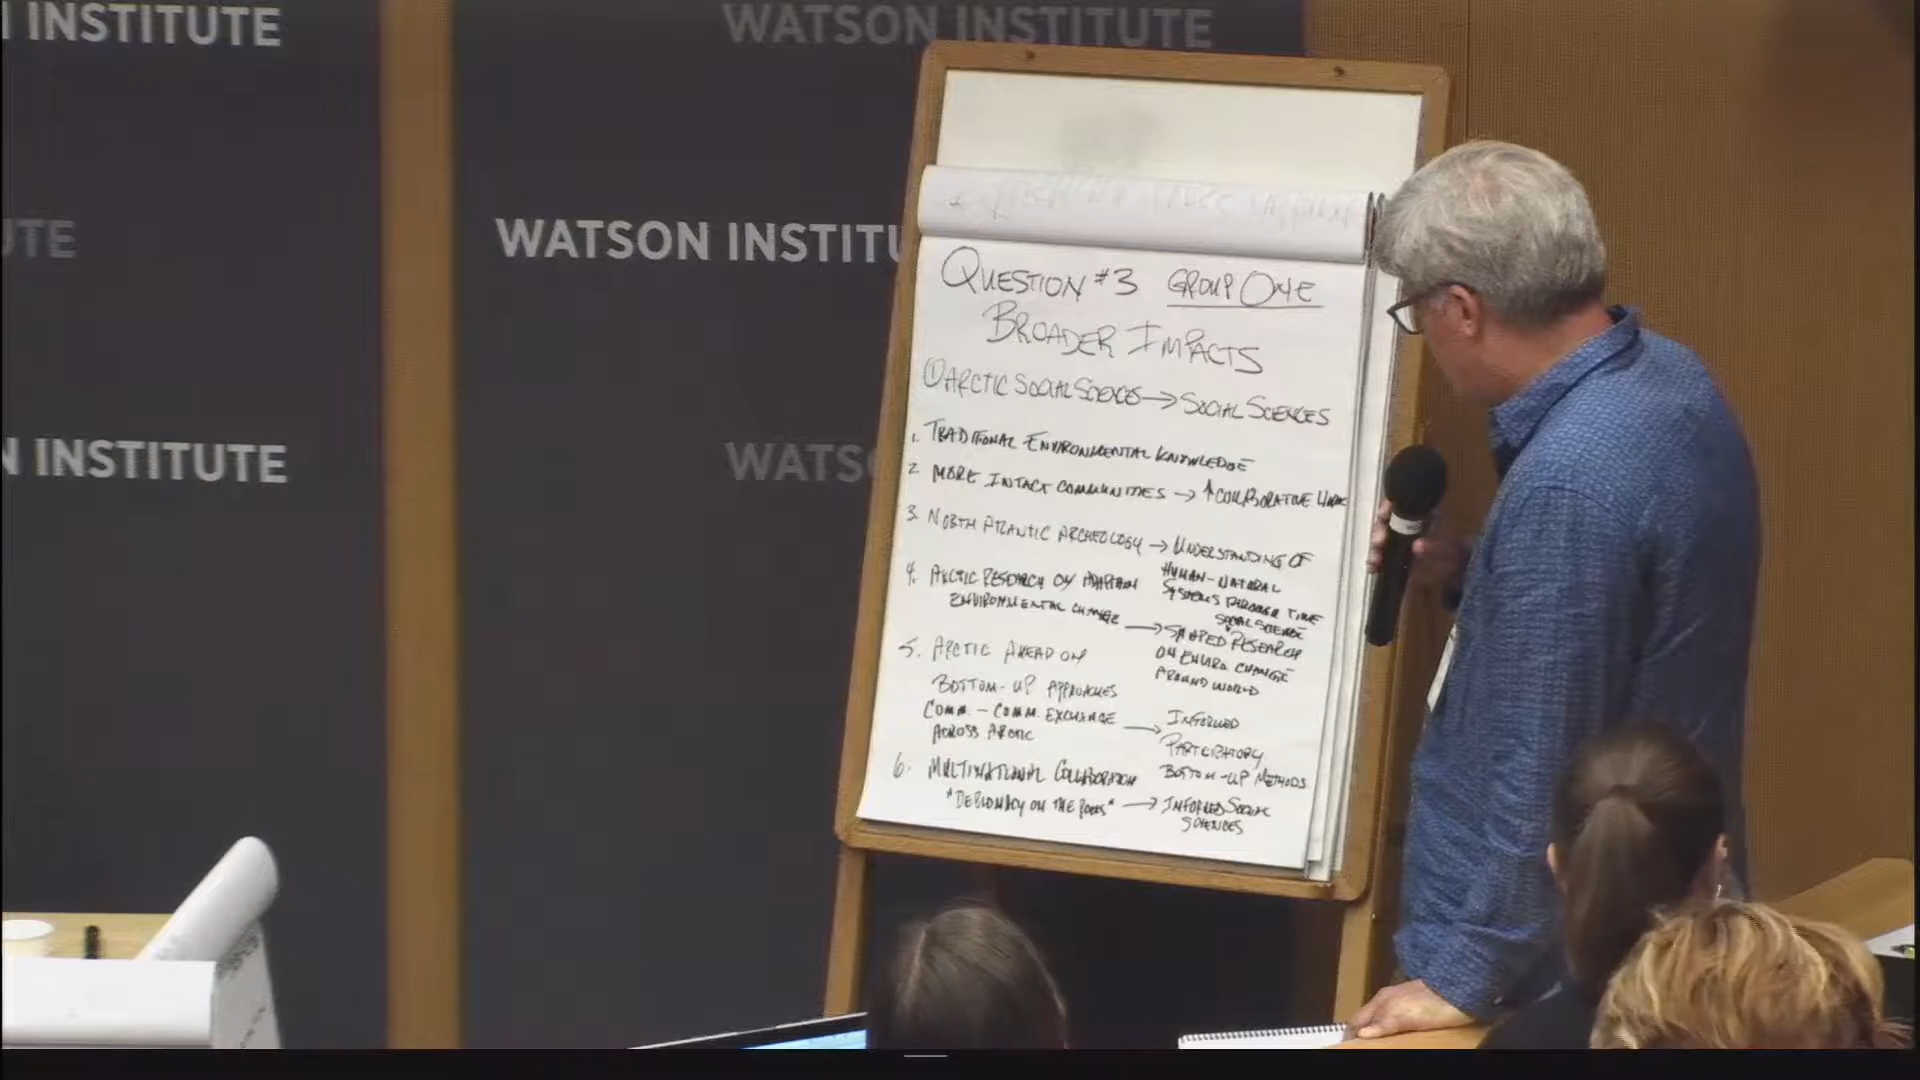 INSTITUTE
WATSON INSTITUTE
UTE
WATSON INSTITU
N INSTITUTE
WATS
QUESTION #3 GROUP ONE
BROADER IMPACTS
① ARCTIC SOCIAL SCIENCES → SOCIAL SCIENCES
1. TRADITIONAL ENVIRONMENTAL KNOWLEDGE
2. MORE INTACT COMMUNITIES → ↑ COLLABORATIVE WORK
3. NORTH ATLANTIC ARCHEOLOGY → UNDERSTANDING OF
HUMAN-NATURAL
SYSTEMS THROUGH TIME
4. ARCTIC RESEARCH ON ADAPTATION
ENVIRONMENTAL CHANGE →
SOCIAL SCIENCE
SHAPED RESEARCH
ON ENVIRO CHANGE
AROUND WORLD
5. ARCTIC AHEAD ON
BOTTOM-UP APPROACHES
COMM. - COMM. EXCHANGE
ACROSS ARCTIC
→ INFORMED
PARTICIPATORY
BOTTOM-UP METHODS
6. MULTINATIONAL COLLABORATION
"DIPLOMACY ON THE " → INFORMED SOCIAL
SCIENCES